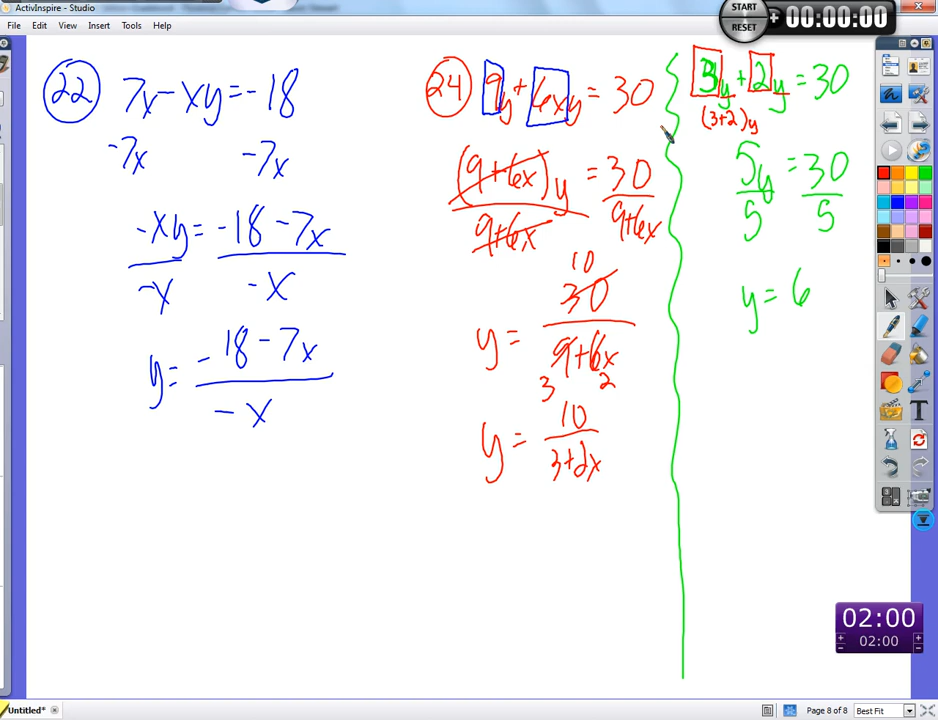 ActivInspire - Studio
START
RESET
+00:00:00
File Edit View Insert Tools
22 7x - xy = -18
-7x -7x
-xy = -18 - 7x
-x -x
y = -18 - 7x
-x
24 9y + 6xy = 30
(9+6x)y = 30
9+6x 9+6x
10
y = 30
9+6x
3 2
y = 10
3+2x
3y + 2y = 30
(3+2)y
5y = 30
5 5
y = 6
T
02:00
02:00
Untitled*
Page 8 of 8
Best Fit